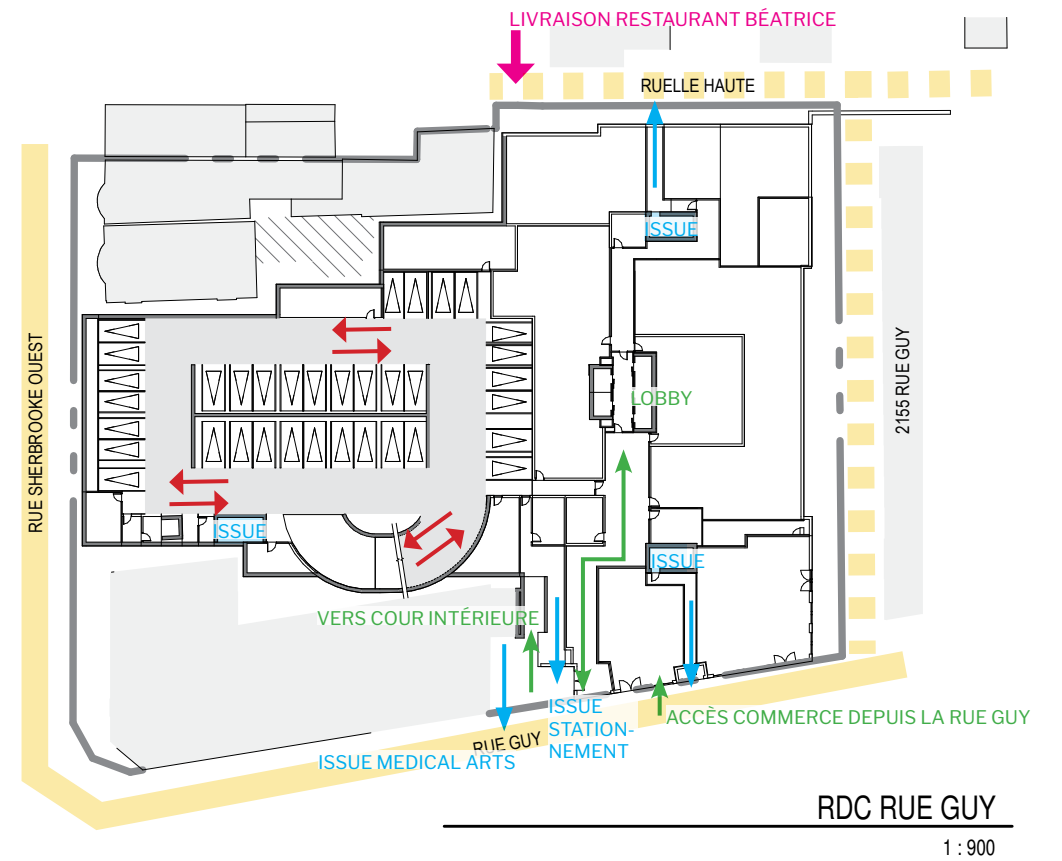 LIVRAISON RESTAURANT BÉATRICE
RUELLE HAUTE
ISSUE
RUE SHERBROOKE OUEST
2155 RUE GUY
LOBBY
ISSUE
ISSUE
VERS COUR INTÉRIEURE
ISSUE
STATION-
NEMENT
ACCÈS COMMERCE DEPUIS LA RUE GUY
RUE GUY
ISSUE MEDICAL ARTS
RDC RUE GUY
1 : 900